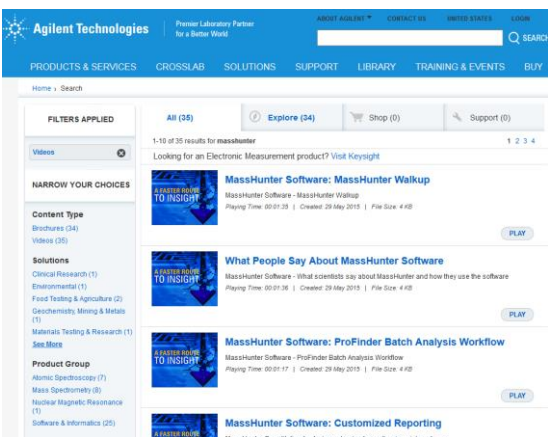 Agilent Technologies
Premier Laboratory Partner
for a Better World
ABOUT AGILENT CONTACT US UNITED STATES LOGIN
SEARCH
PRODUCTS & SERVICES CROSSLAB SOLUTIONS SUPPORT LIBRARY TRAINING & EVENTS BUY
Home › Search
FILTERS APPLIED
All (35) Explore (34) Shop (0) Support (0)
Videos
1-10 of 35 results for masshunter 1 2 3 4
Looking for an Electronic Measurement product? Visit Keysight
NARROW YOUR CHOICES
Content Type
Brochures (34)
Videos (35)
Solutions
Clinical Research (1)
Environmental (1)
Food Testing & Agriculture (2)
Geochemistry, Mining & Metals
(1)
Materials Testing & Research (1)
See More
Product Group
Atomic Spectroscopy (7)
Mass Spectrometry (8)
Nuclear Magnetic Resonance
(1)
Software & Informatics (25)
A FASTER ROUTE
TO INSIGHT
MassHunter Software: MassHunter Walkup
MassHunter Software - MassHunter Walkup
Playing Time: 00:01:35 | Created: 29 May 2015 | File Size: 4 KB
PLAY
A FASTER ROUTE
TO INSIGHT
What People Say About MassHunter Software
MassHunter Software - What scientists say about MassHunter and how they use the software
Playing Time: 00:01:36 | Created: 29 May 2015 | File Size: 4 KB
PLAY
A FASTER ROUTE
TO INSIGHT
MassHunter Software: ProFinder Batch Analysis Workflow
MassHunter Software - ProFinder Batch Analysis Workflow
Playing Time: 00:01:17 | Created: 29 May 2015 | File Size: 4 KB
PLAY
A FASTER ROUTE
TO INSIGHT
MassHunter Software: Customized Reporting